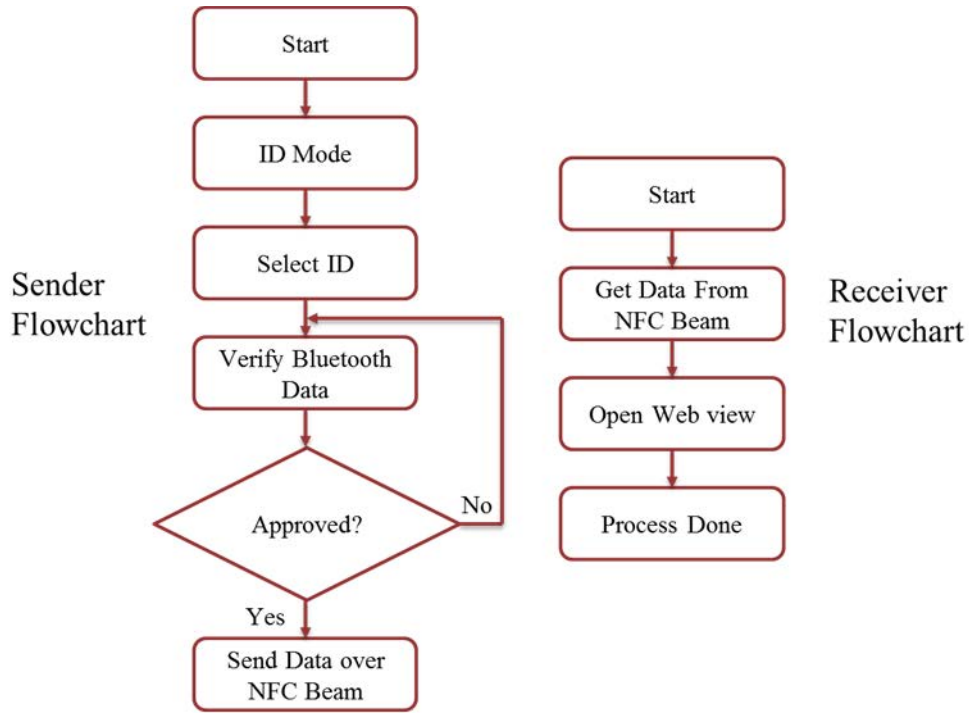 Start
ID Mode
Select ID
Sender
Flowchart
Verify Bluetooth
Data
Approved?
No
Yes
Send Data over
NFC Beam
Start
Get Data From
NFC Beam
Receiver
Flowchart
Open Web view
Process Done